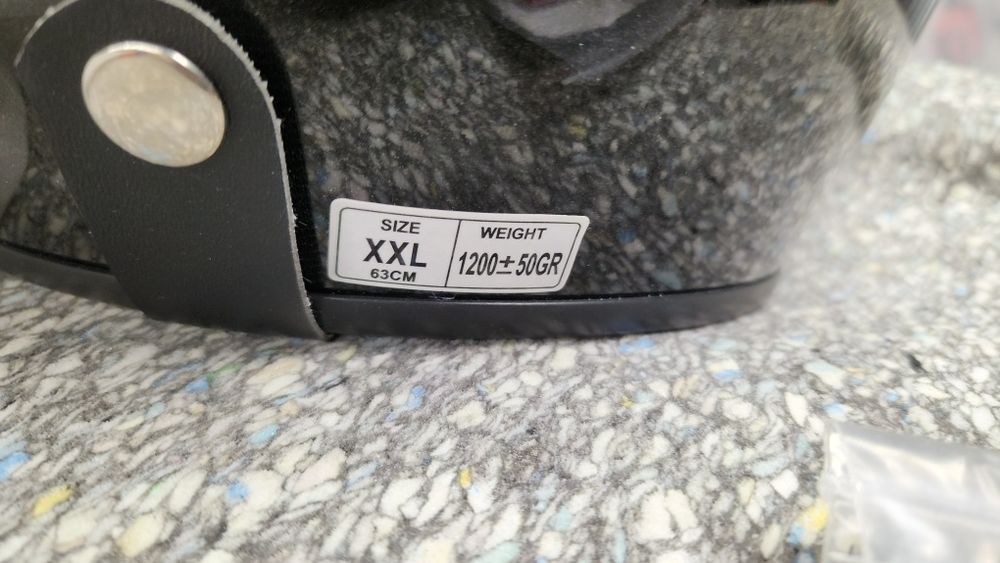 SIZE
XXL
63CM
WEIGHT
1200±50GR